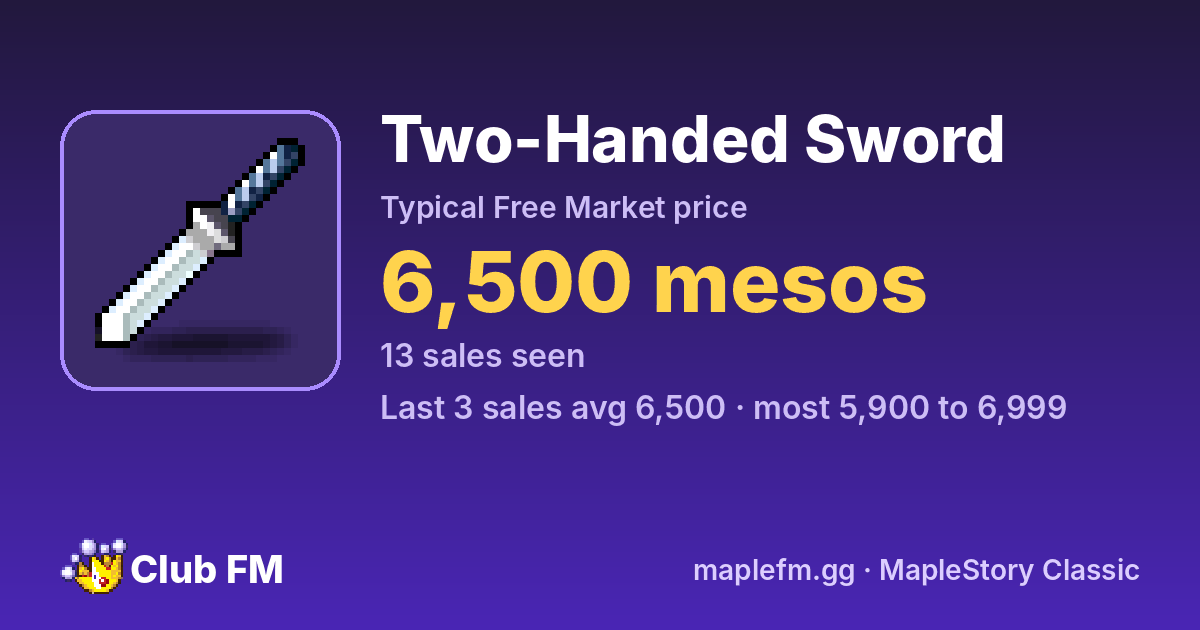 Two-Handed Sword
Typical Free Market price
6,500 mesos
13 sales seen
Last 3 sales avg 6,500 · most 5,900 to 6,999
Club FM
maplefm.gg · MapleStory Classic